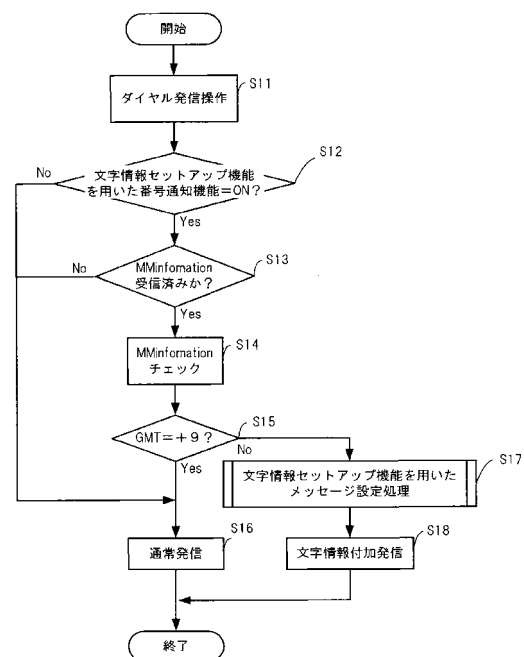 開始
S11
ダイヤル発信操作
S12
No
文字情報セットアップ機能
を用いた番号通知機能=ON?
Yes
S13
No
MMinfomation
受信済みか?
Yes
S14
MMinfomation
チェック
S15
GMT=+9?
No
Yes
S17
文字情報セットアップ機能を用いた
メッセージ設定処理
S16
通常発信
S18
文字情報付加発信
終了